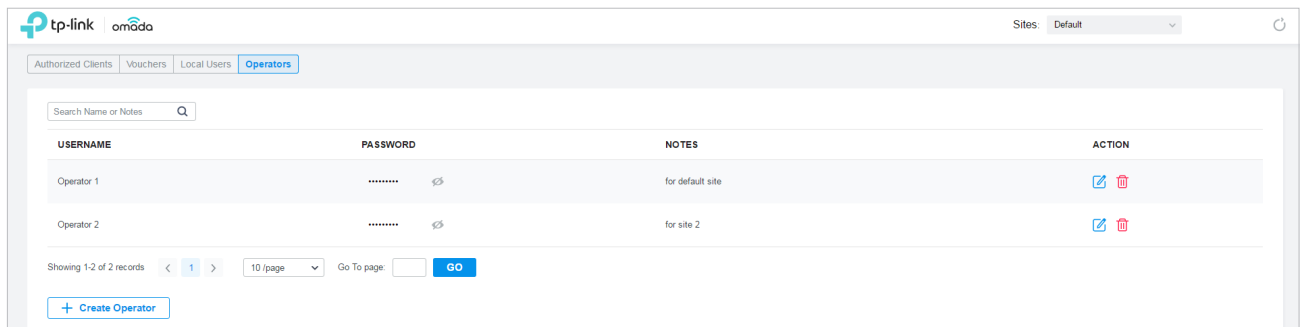 tp-link omada Sites: Default
Authorized Clients Vouchers Local Users Operators
Search Name or Notes
USERNAME PASSWORD NOTES ACTION
Operator 1 ••••••••• for default site
Operator 2 ••••••••• for site 2
Showing 1-2 of 2 records < 1 > 10 /page Go To page: GO
+ Create Operator